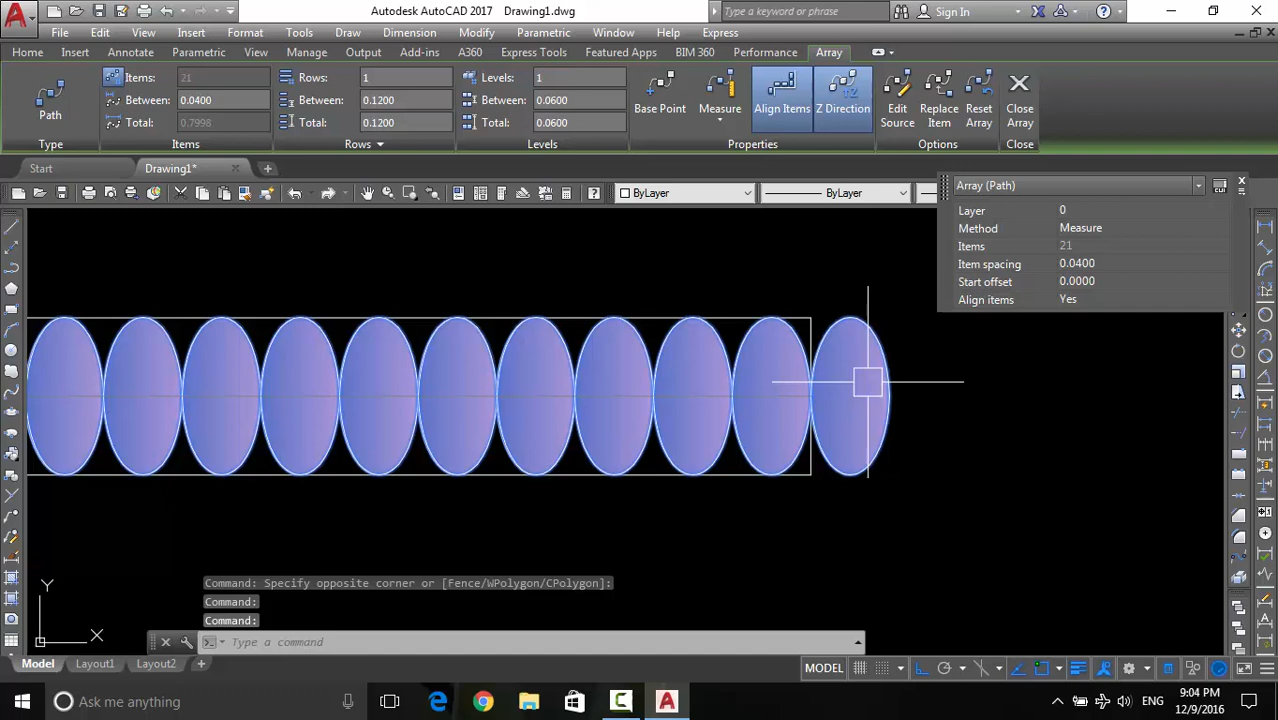 Autodesk AutoCAD 2017 Drawing1.dwg
Type a keyword or phrase
Sign In
File Edit View Insert Format Tools Draw Dimension Modify Parametric Window Help Express
Home Insert Annotate Parametric View Manage Output Add-ins A360 Express Tools Featured Apps BIM 360 Performance Array
Path
Type
Items: 21
Between: 0.0400
Total: 0.7998
Items
Rows: 1
Between: 0.1200
Total: 0.1200
Rows
Levels: 1
Between: 0.0600
Total: 0.0600
Levels
Base Point
Measure
Align Items
Z Direction
Properties
Edit
Source
Replace
Item
Reset
Array
Options
Close
Array
Close
Start
Drawing1*
ByLayer
ByLayer
Array (Path)
Layer 0
Method Measure
Items 21
Item spacing 0.0400
Start offset 0.0000
Align items Yes
Command: Specify opposite corner or [Fence/WPolygon/CPolygon]:
Command:
Command:
Type a command
Y
X
Model Layout1 Layout2
MODEL
Ask me anything
ENG
9:04 PM
12/9/2016